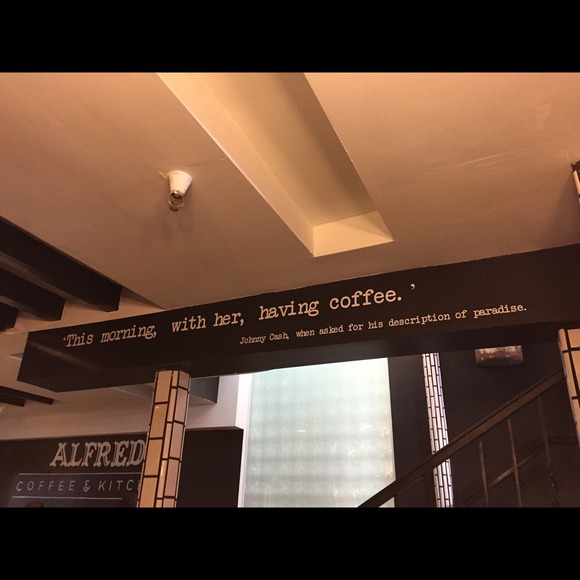 'This morning, with her, having coffee.'
Johnny Cash, when asked for his description of paradise.
ALFRED
COFFEE & KITC